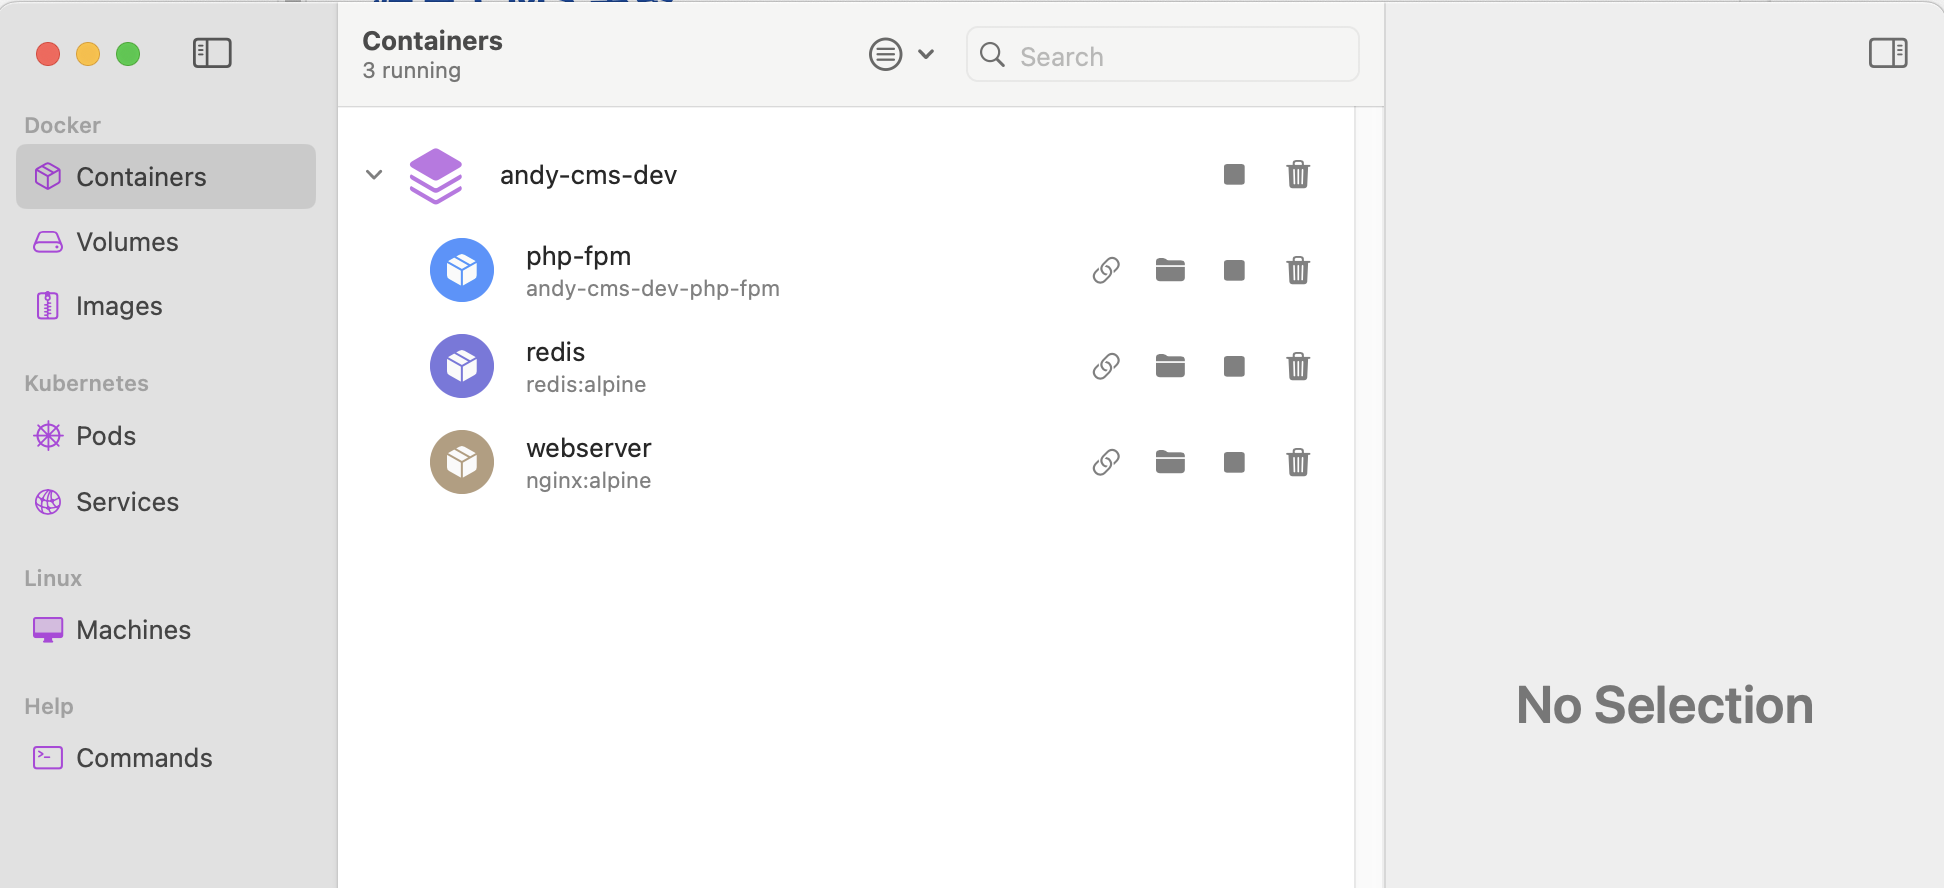 Containers
3 running
Search
Docker
Containers
Volumes
Images
Kubernetes
Pods
Services
Linux
Machines
Help
Commands
andy-cms-dev
php-fpm
andy-cms-dev-php-fpm
redis
redis:alpine
webserver
nginx:alpine
No Selection